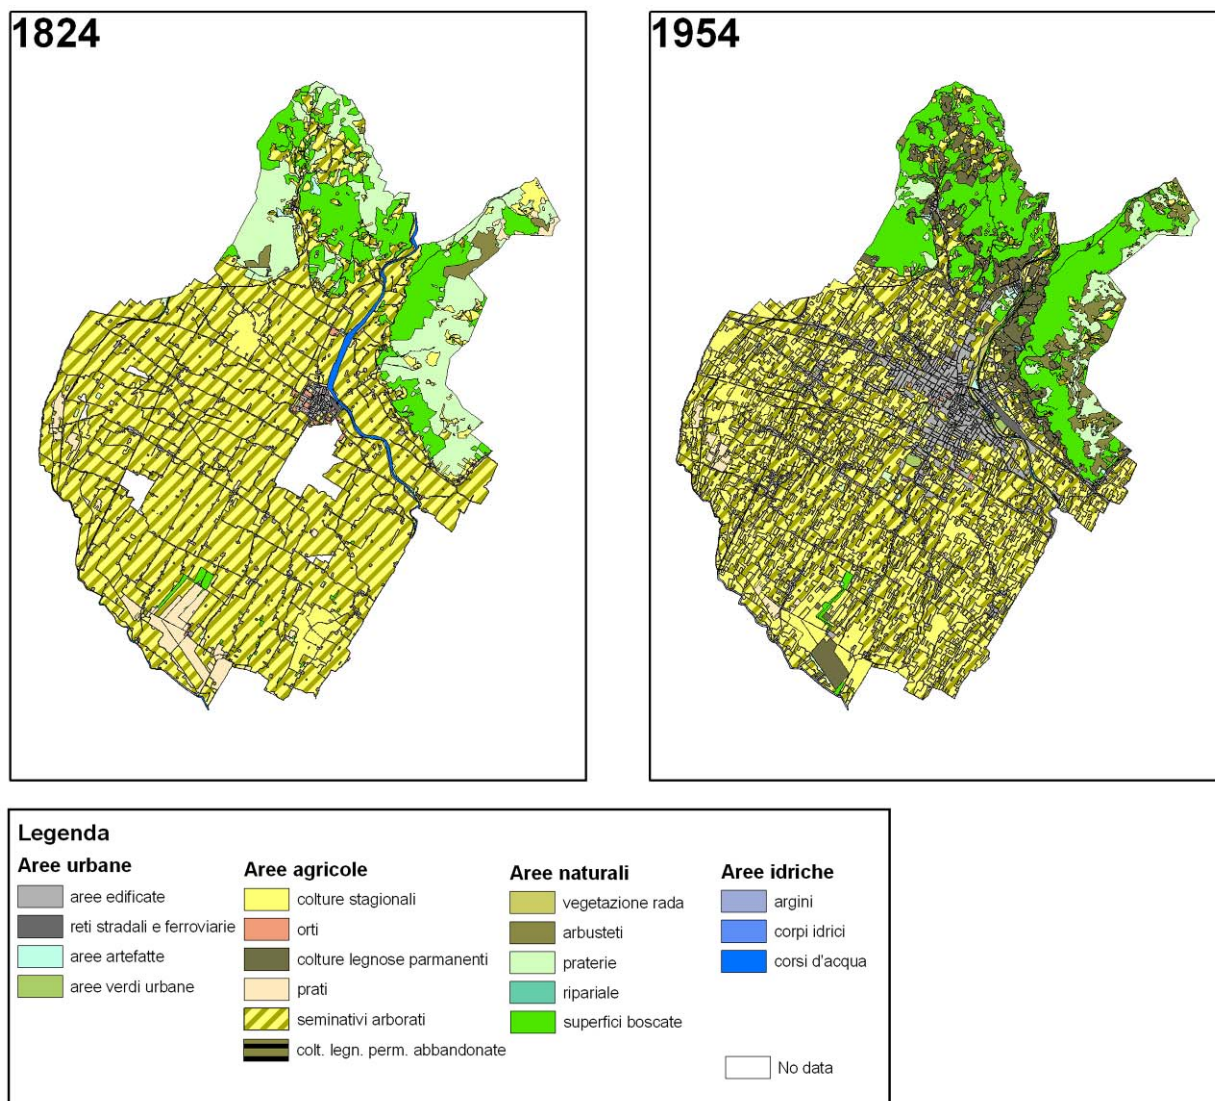 1824
1954
Legenda
Aree urbane
aree edificate
reti stradali e ferroviarie
aree artefatte
aree verdi urbane
Aree agricole
colture stagionali
orti
colture legnose parmanenti
prati
seminativi arborati
colt. legn. perm. abbandonate
Aree naturali
vegetazione rada
arbusteti
praterie
ripariale
superfici boscate
Aree idriche
argini
corpi idrici
corsi d'acqua
No data